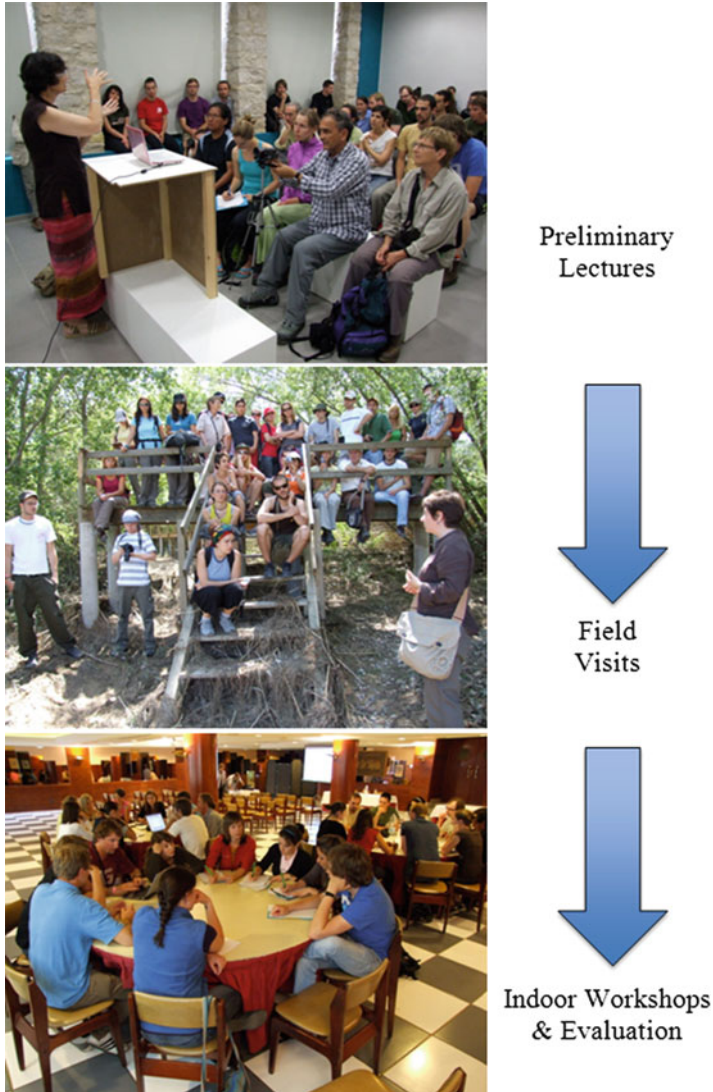 Preliminary
Lectures
Field
Visits
Indoor Workshops
& Evaluation